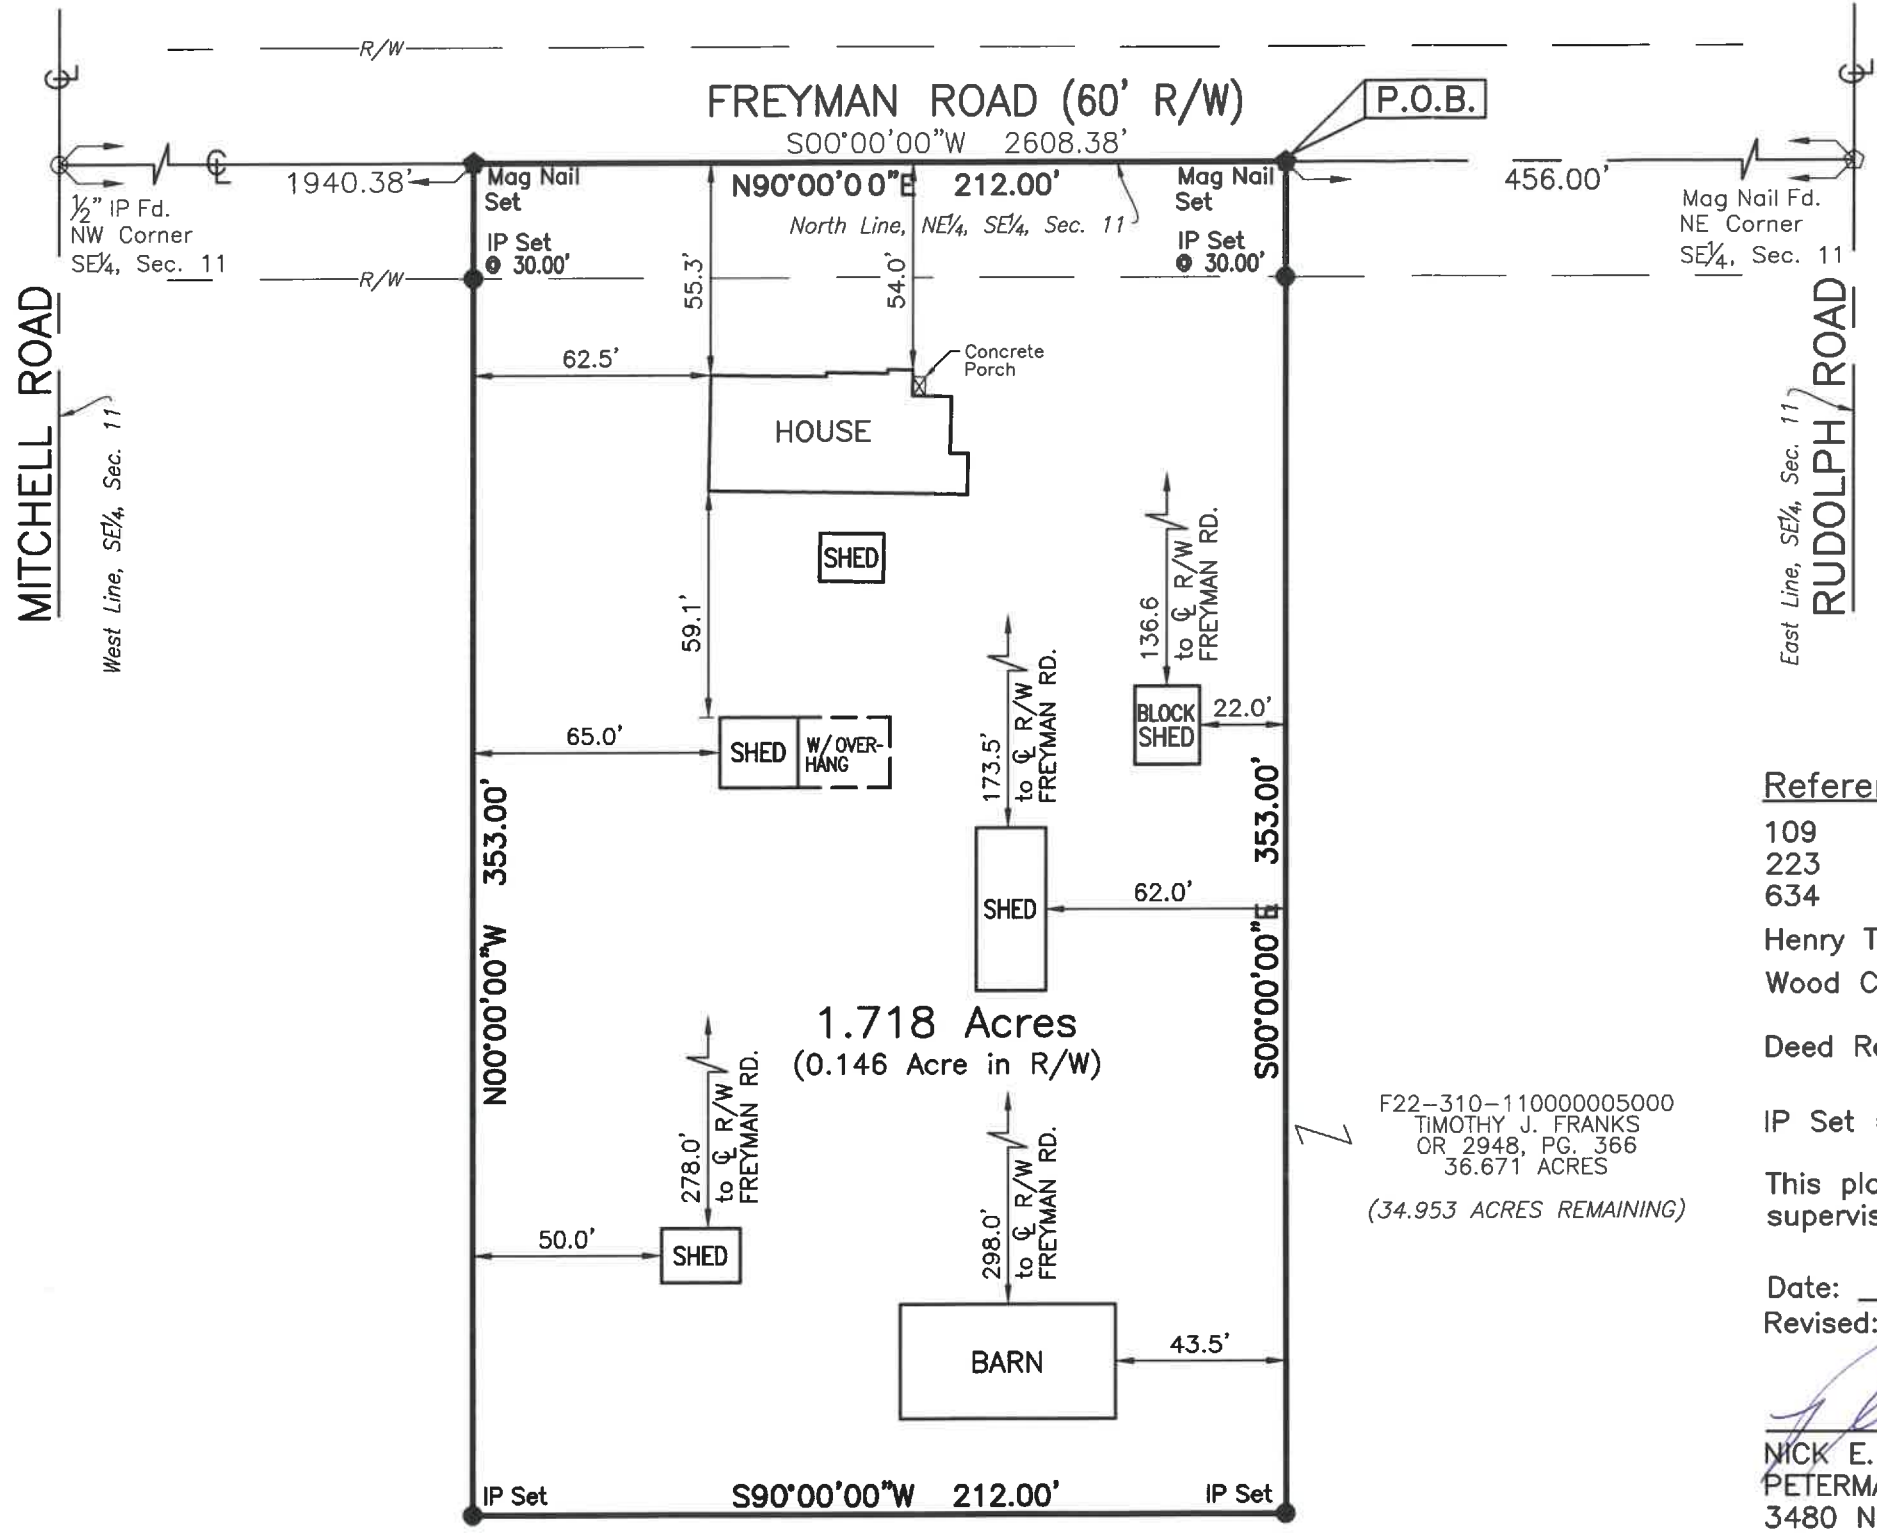 R/W
FREYMAN ROAD (60' R/W)
P.O.B.
S00°00'00"W 2608.38'
℄
℄
℄
1940.38'
Mag Nail
Set
N90°00'00"E 212.00'
Mag Nail
Set
456.00'
½" IP Fd.
NW Corner
SE¼, Sec. 11
North Line, NE¼, SE¼, Sec. 11
Mag Nail Fd.
NE Corner
SE¼, Sec. 11
IP Set
@ 30.00'
IP Set
@ 30.00'
R/W
MITCHELL ROAD
West Line, SE¼, Sec. 11
RUDOLPH ROAD
East Line, SE¼, Sec. 11
55.3'
54.0'
62.5'
Concrete
Porch
HOUSE
SHED
59.1'
136.6
to ℄ R/W
FREYMAN RD.
BLOCK
SHED
22.0'
65.0'
SHED
W/ OVER-
HANG
173.5'
to ℄ R/W
FREYMAN RD.
SHED
62.0'
N00°00'00"W 353.00'
S00°00'00"E 353.00'
1.718 Acres
(0.146 Acre in R/W)
278.0'
to ℄ R/W
FREYMAN RD.
50.0'
SHED
298.0'
to ℄ R/W
FREYMAN RD.
BARN
43.5'
F22-310-110000005000
TiMOTHY J. FRANKS
OR 2948, PG. 366
36.671 ACRES
(34.953 ACRES REMAINING)
IP Set
S90°00'00"W 212.00'
IP Set
Refere
109
223
634
Henry T
Wood C
Deed R
IP Set
This pl
supervis
Date:
Revised:
NICK E.
PETERMA
3480 N